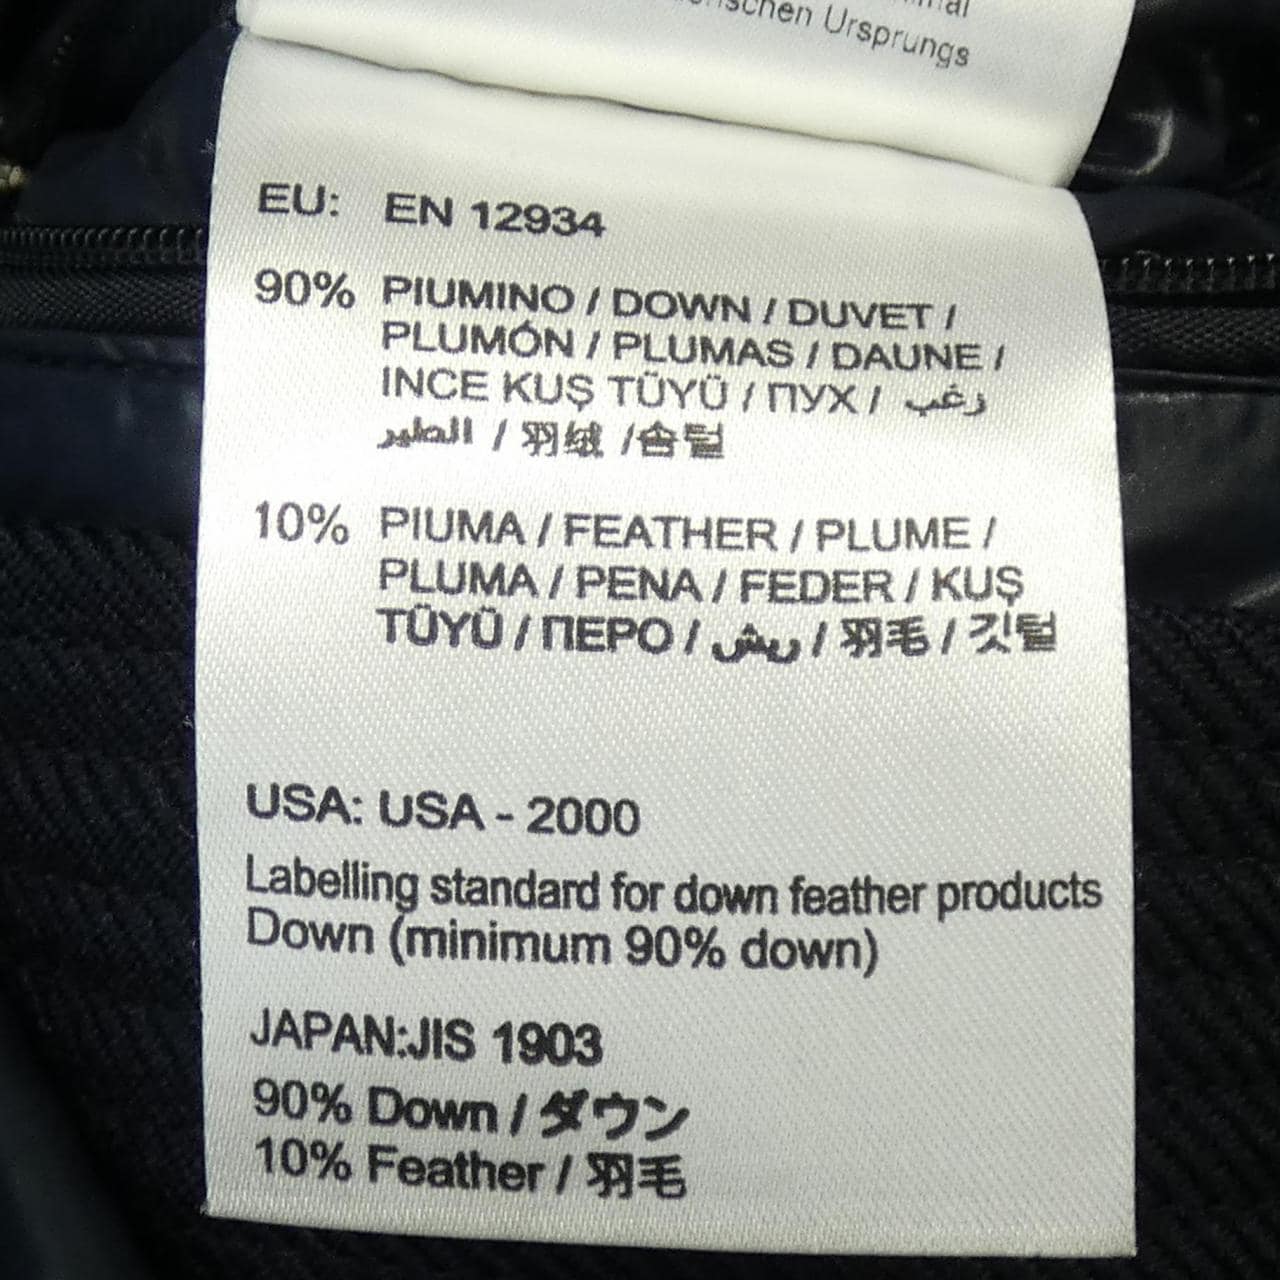 Ursprungs
EU: EN 12934
90% PIUMINO / DOWN / DUVET /
PLUMÓN / PLUMAS / DAUNE /
INCE KUŞ TÜYÜ / ПУХ / زغب
الطير / 羽绒 /솜털
10% PIUMA / FEATHER / PLUME /
PLUMA / PENA / FEDER / KUŞ
TÜYÜ / ПЕРО / ريش / 羽毛 / 깃털
USA: USA - 2000
Labelling standard for down feather products
Down (minimum 90% down)
JAPAN:JIS 1903
90% Down / ダウン
10% Feather / 羽毛